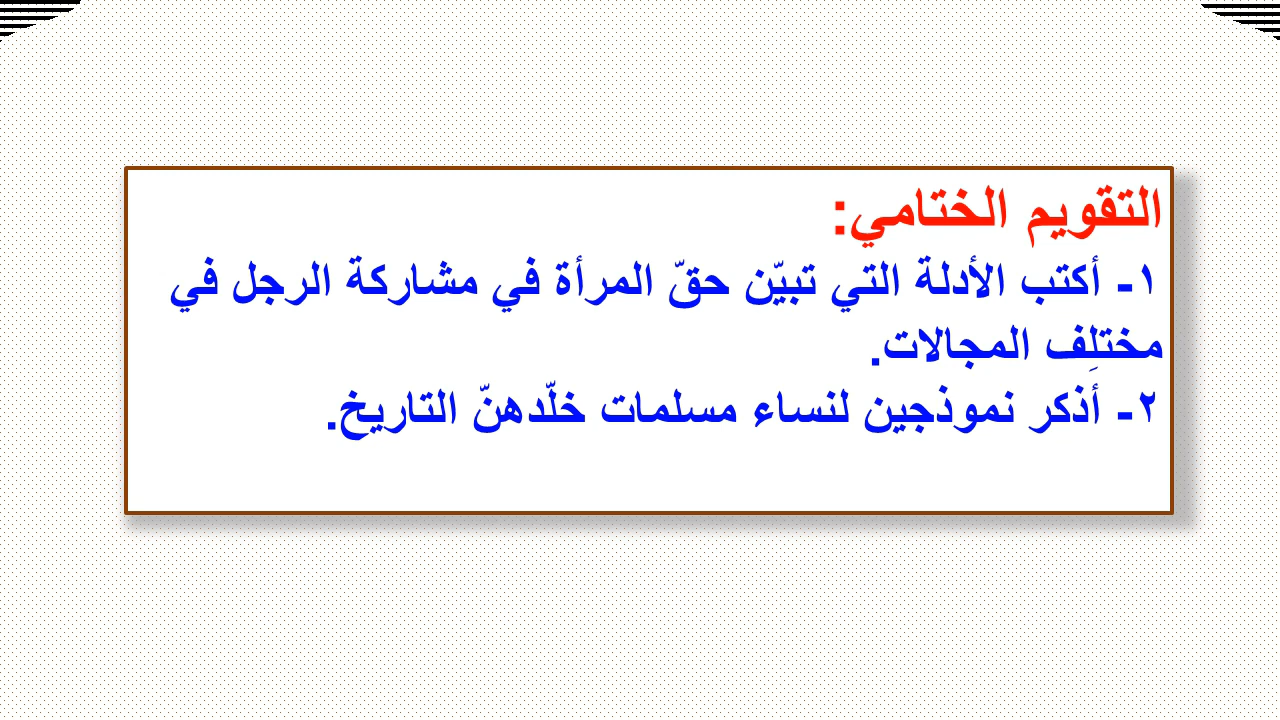 التقويم الختامي:
١- أكتب الأدلة التي تبيّن حقّ المرأة في مشاركة الرجل في
مختلِف المجالات.
٢- أذكر نموذجين لنساء مسلمات خلّدهنّ التاريخ.